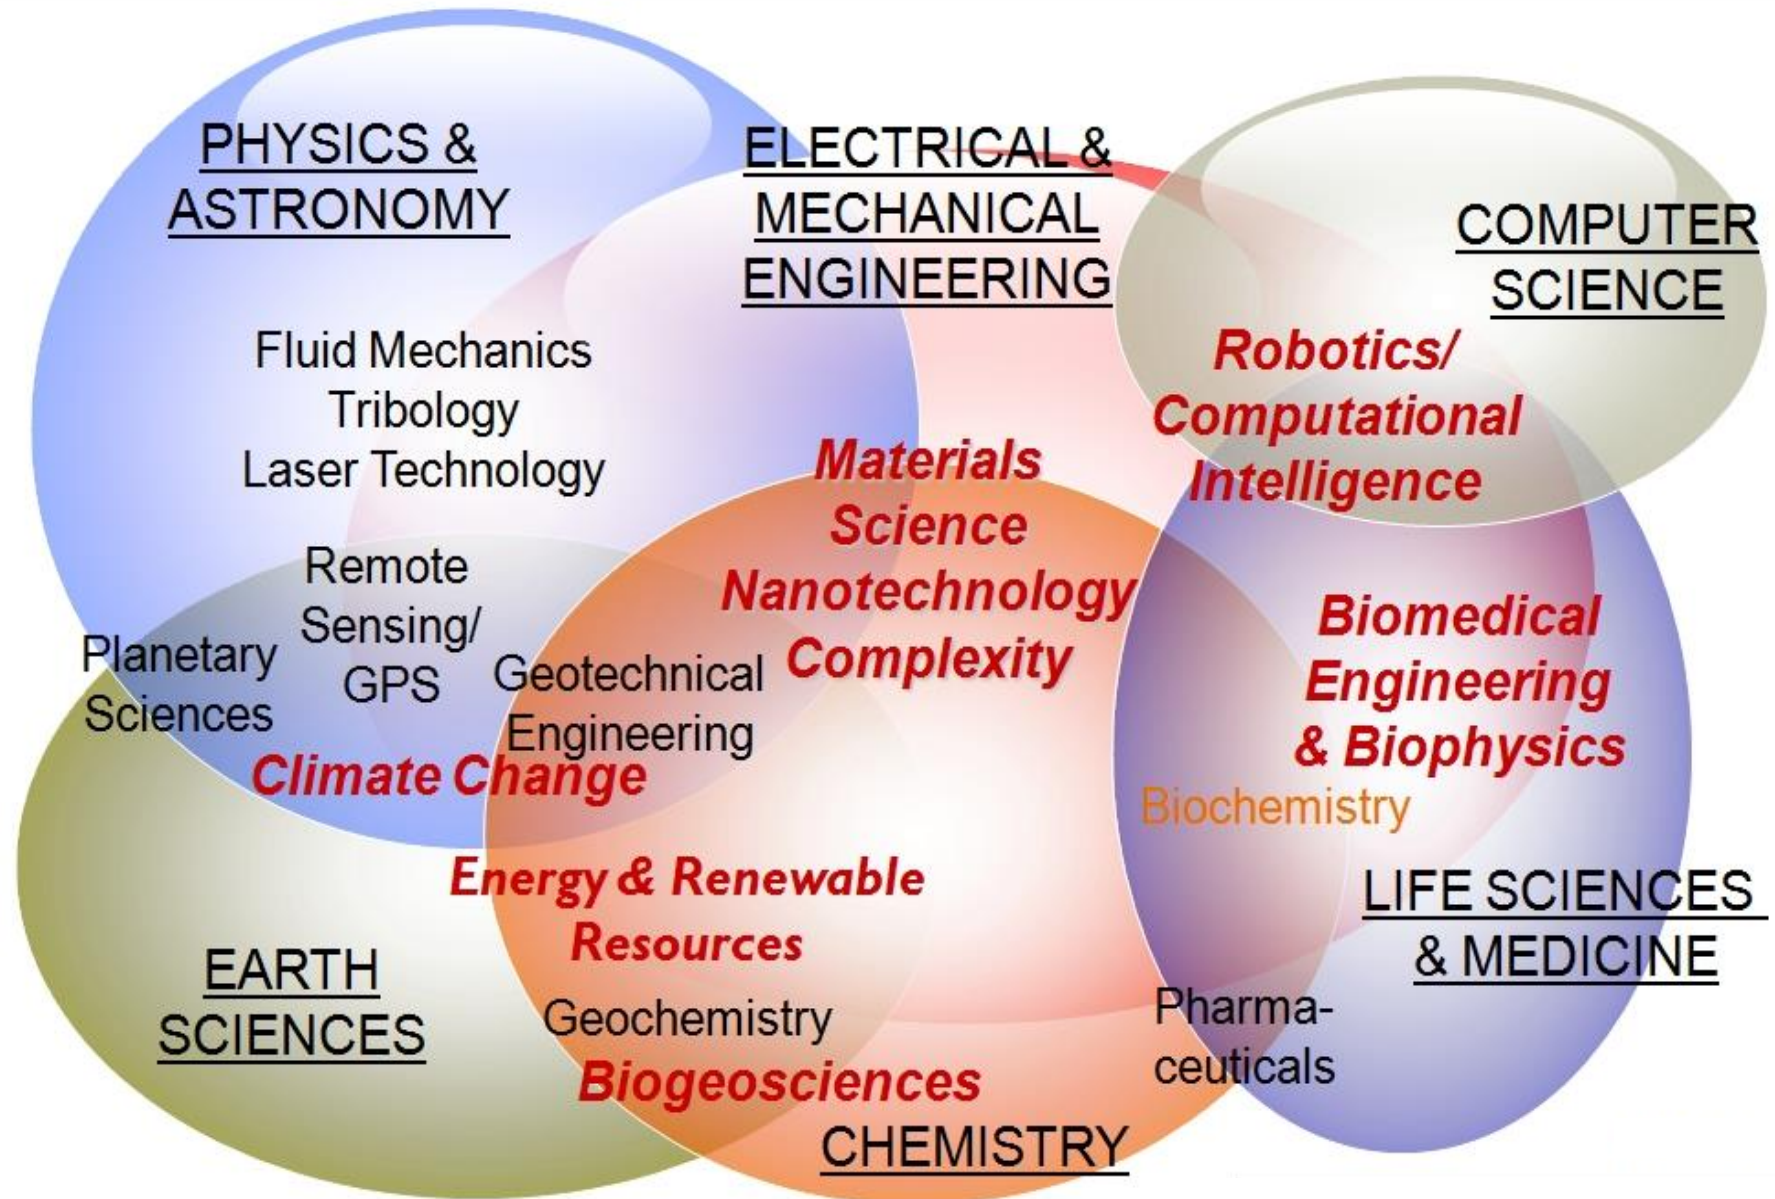 PHYSICS &
ASTRONOMY
ELECTRICAL &
MECHANICAL
ENGINEERING
COMPUTER
SCIENCE
Fluid Mechanics
Tribology
Laser Technology
Robotics/
Computational
Intelligence
Materials
Science
Nanotechnology
Complexity
Remote
Sensing/
GPS
Planetary
Sciences
Geotechnical
Engineering
Climate Change
Biomedical
Engineering
& Biophysics
Biochemistry
Energy & Renewable
Resources
LIFE SCIENCES
& MEDICINE
EARTH
SCIENCES
Geochemistry
Biogeosciences
Pharma-
ceuticals
CHEMISTRY